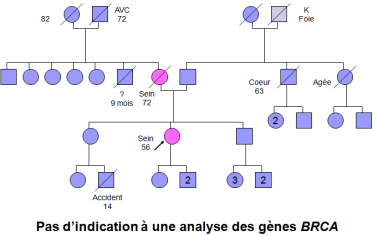 82
AVC
72
K
Foie
?
9 mois
Sein
72
Coeur
63
Agée
2
Sein
56
Accident
14
2
3
2
Pas d'indication à une analyse des gènes BRCA